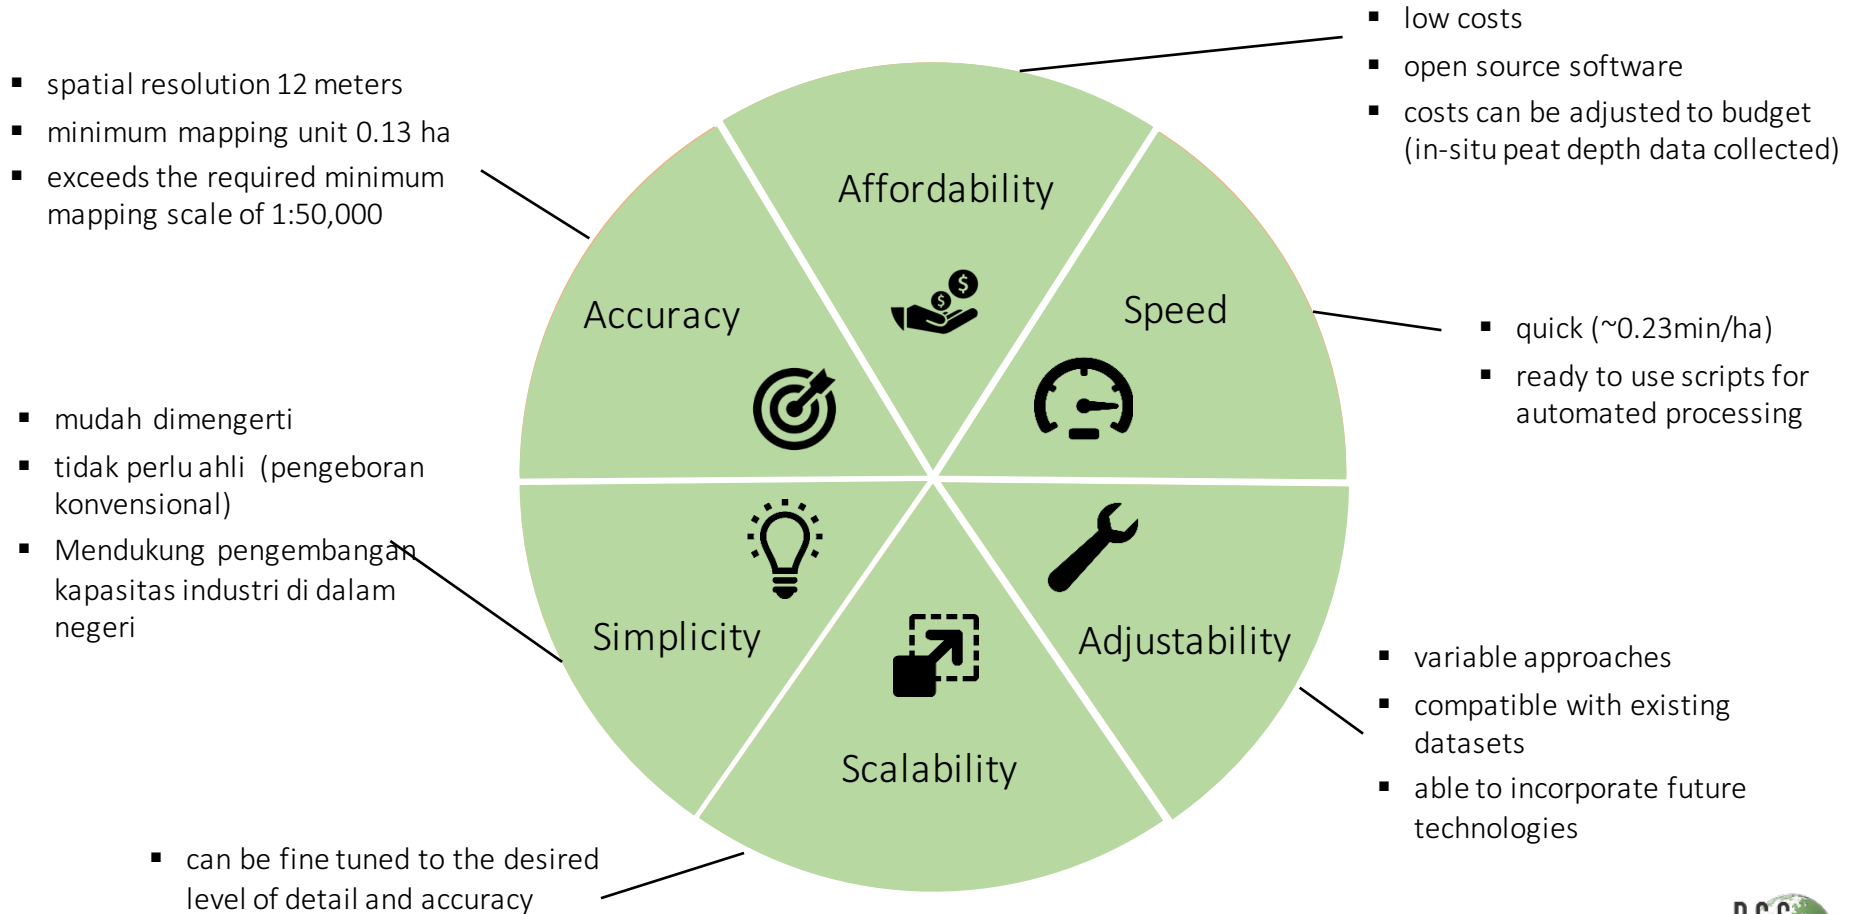 ▪ low costs
▪ open source software
▪ costs can be adjusted to budget
(in-situ peat depth data collected)
▪ spatial resolution 12 meters
▪ minimum mapping unit 0.13 ha
▪ exceeds the required minimum
mapping scale of 1:50,000
Affordability
Accuracy
Speed
▪ quick (~0.23min/ha)
▪ ready to use scripts for
automated processing
▪ mudah dimengerti
▪ tidak perlu ahli (pengeboran
konvensional)
▪ Mendukung pengembangan
kapasitas industri di dalam
negeri
Simplicity
Adjustability
Scalability
▪ variable approaches
▪ compatible with existing
datasets
▪ able to incorporate future
technologies
▪ can be fine tuned to the desired
level of detail and accuracy